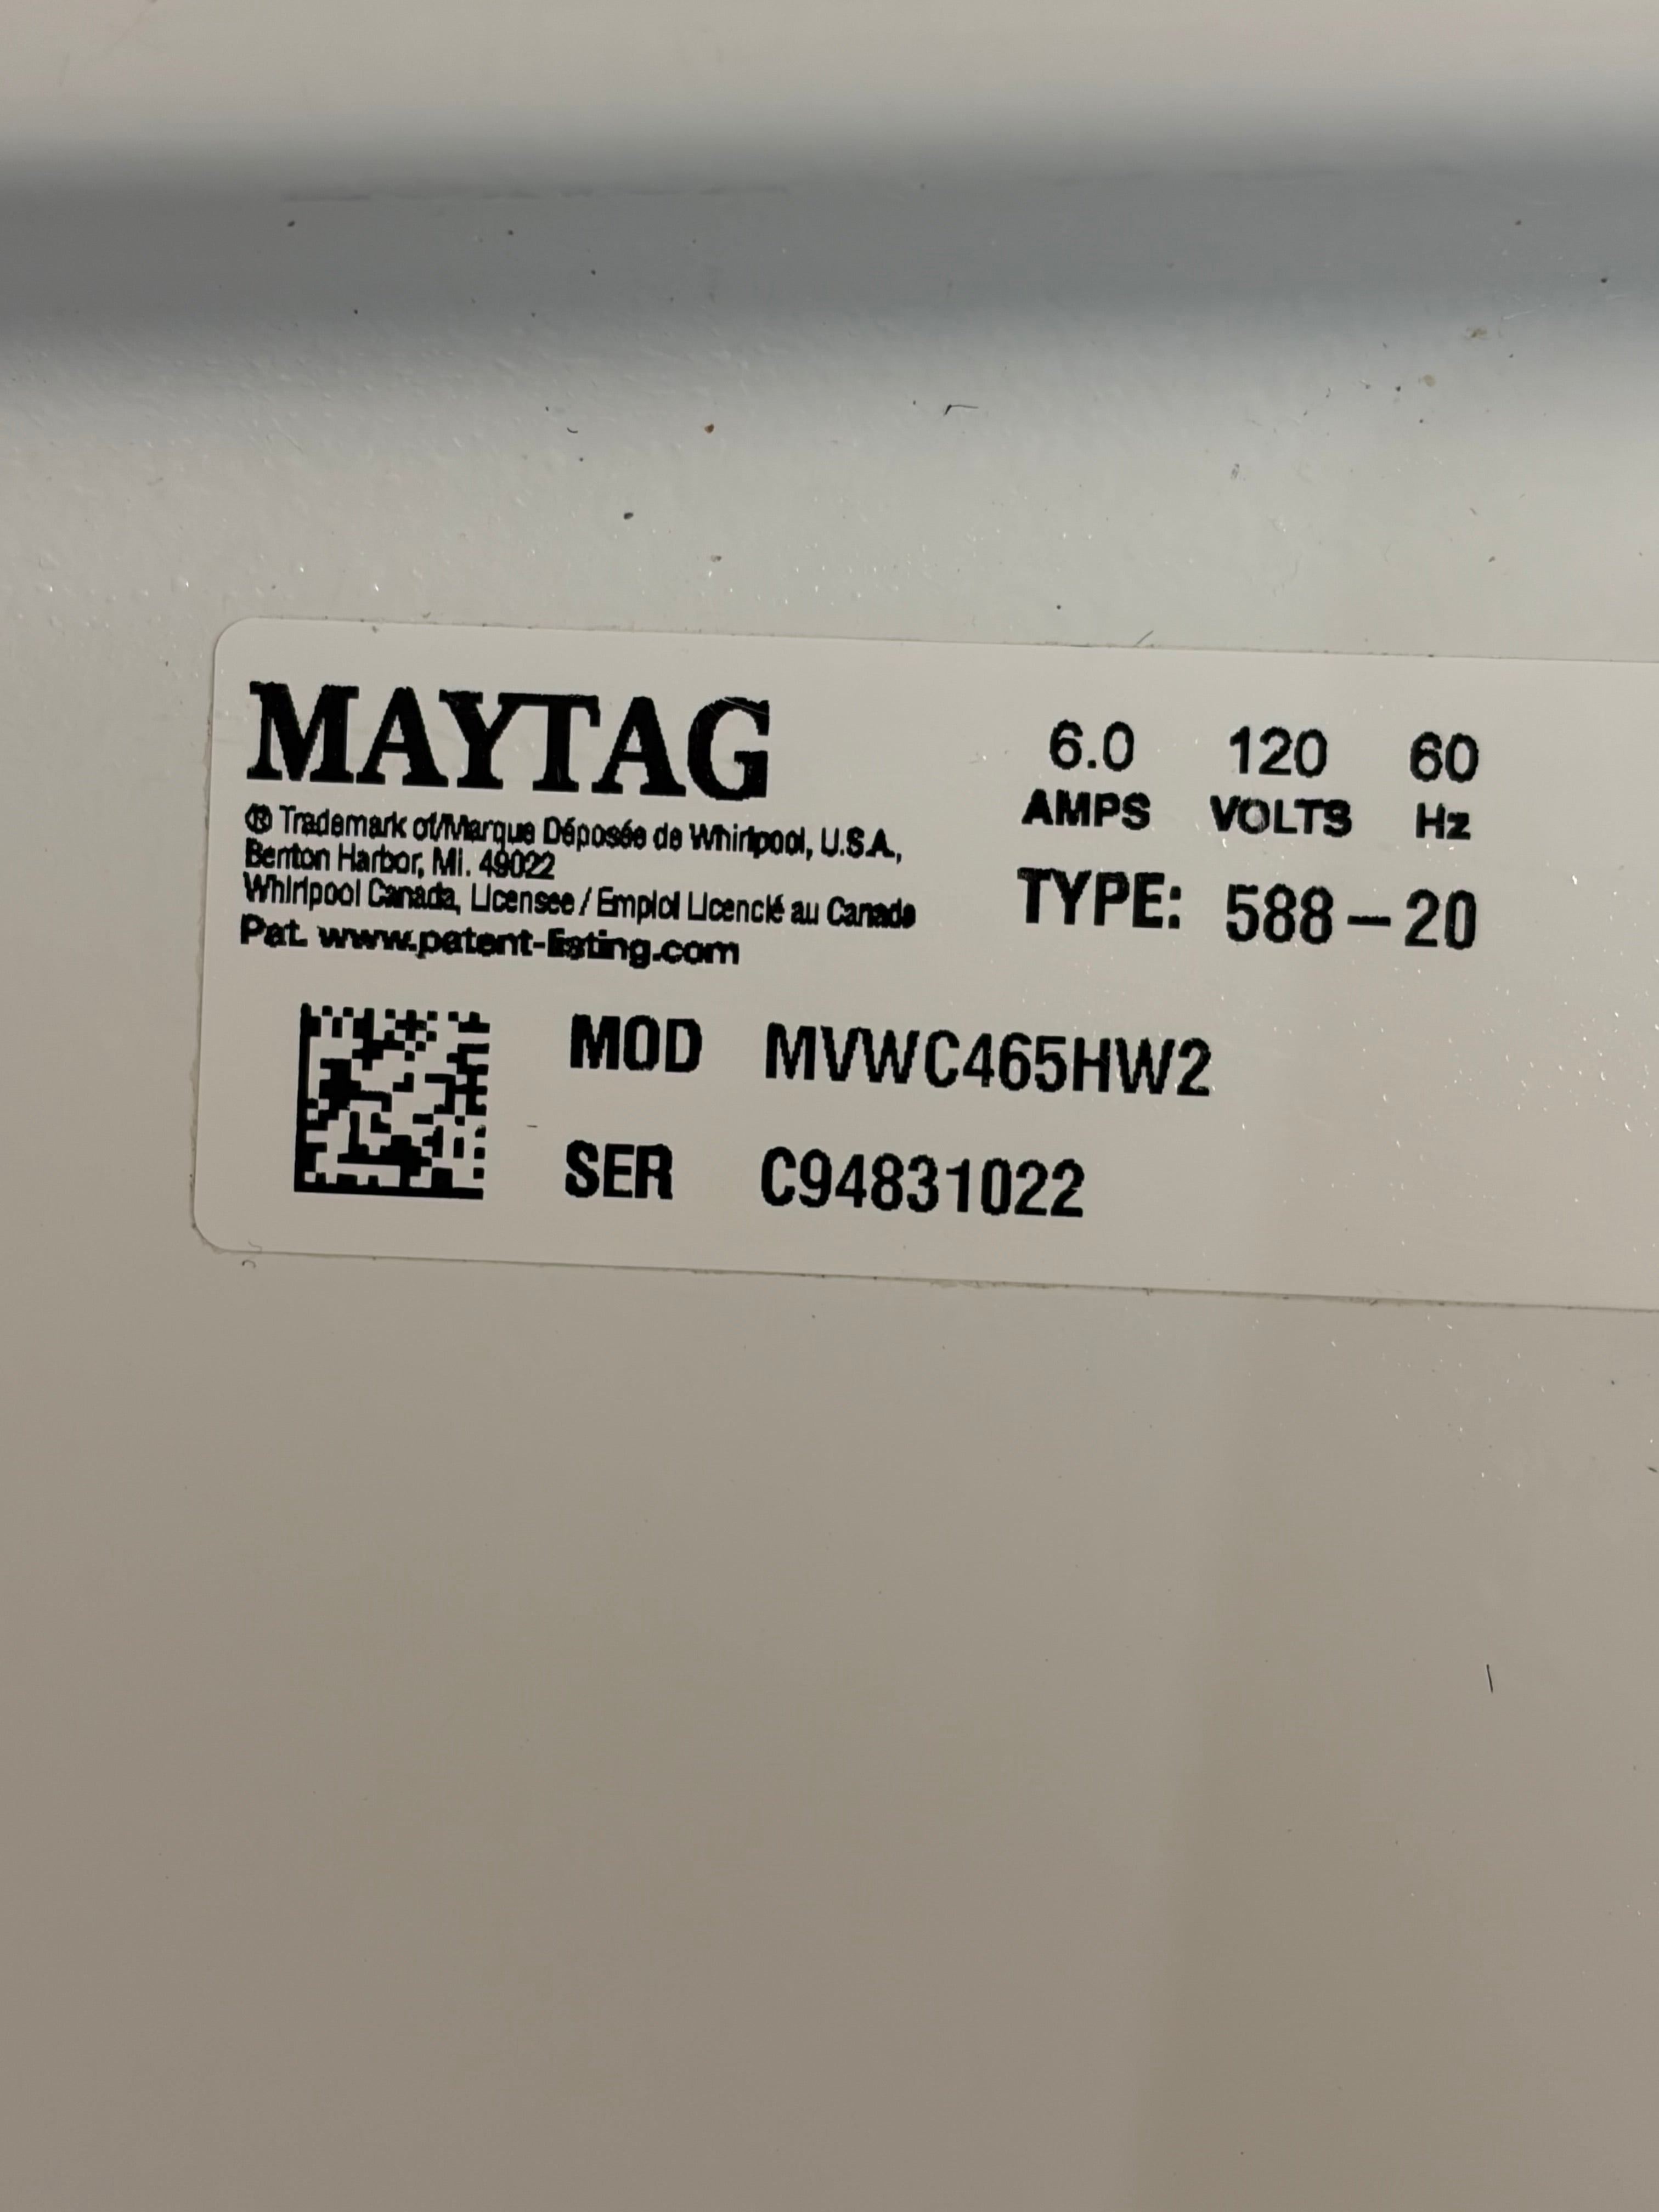 MAYTAG
6.0 120 60
AMPS VOLTS Hz
® Trademark of/Marque Déposée de Whirlpool, U.S.A.,
Benton Harbor, MI. 49022
Whirlpool Canada, Licensee / Emploi Licencié au Canada
Pat. www.patent-listing.com
TYPE: 588-20
MOD MVWC465HW2
SER C94831022